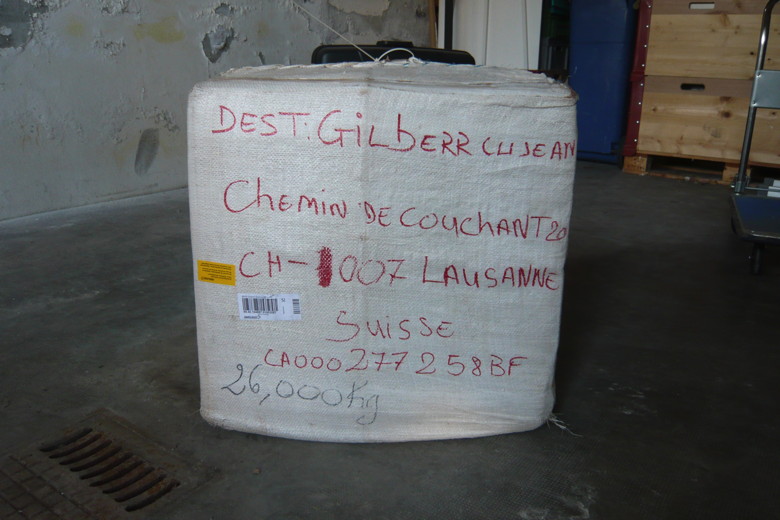 DEST: GilbERR CUJEAN
CHEMIN DE COUCHANT 20
CH-1007 LAUSANNE
SUISSE
CA000277258BF
26,000Kg